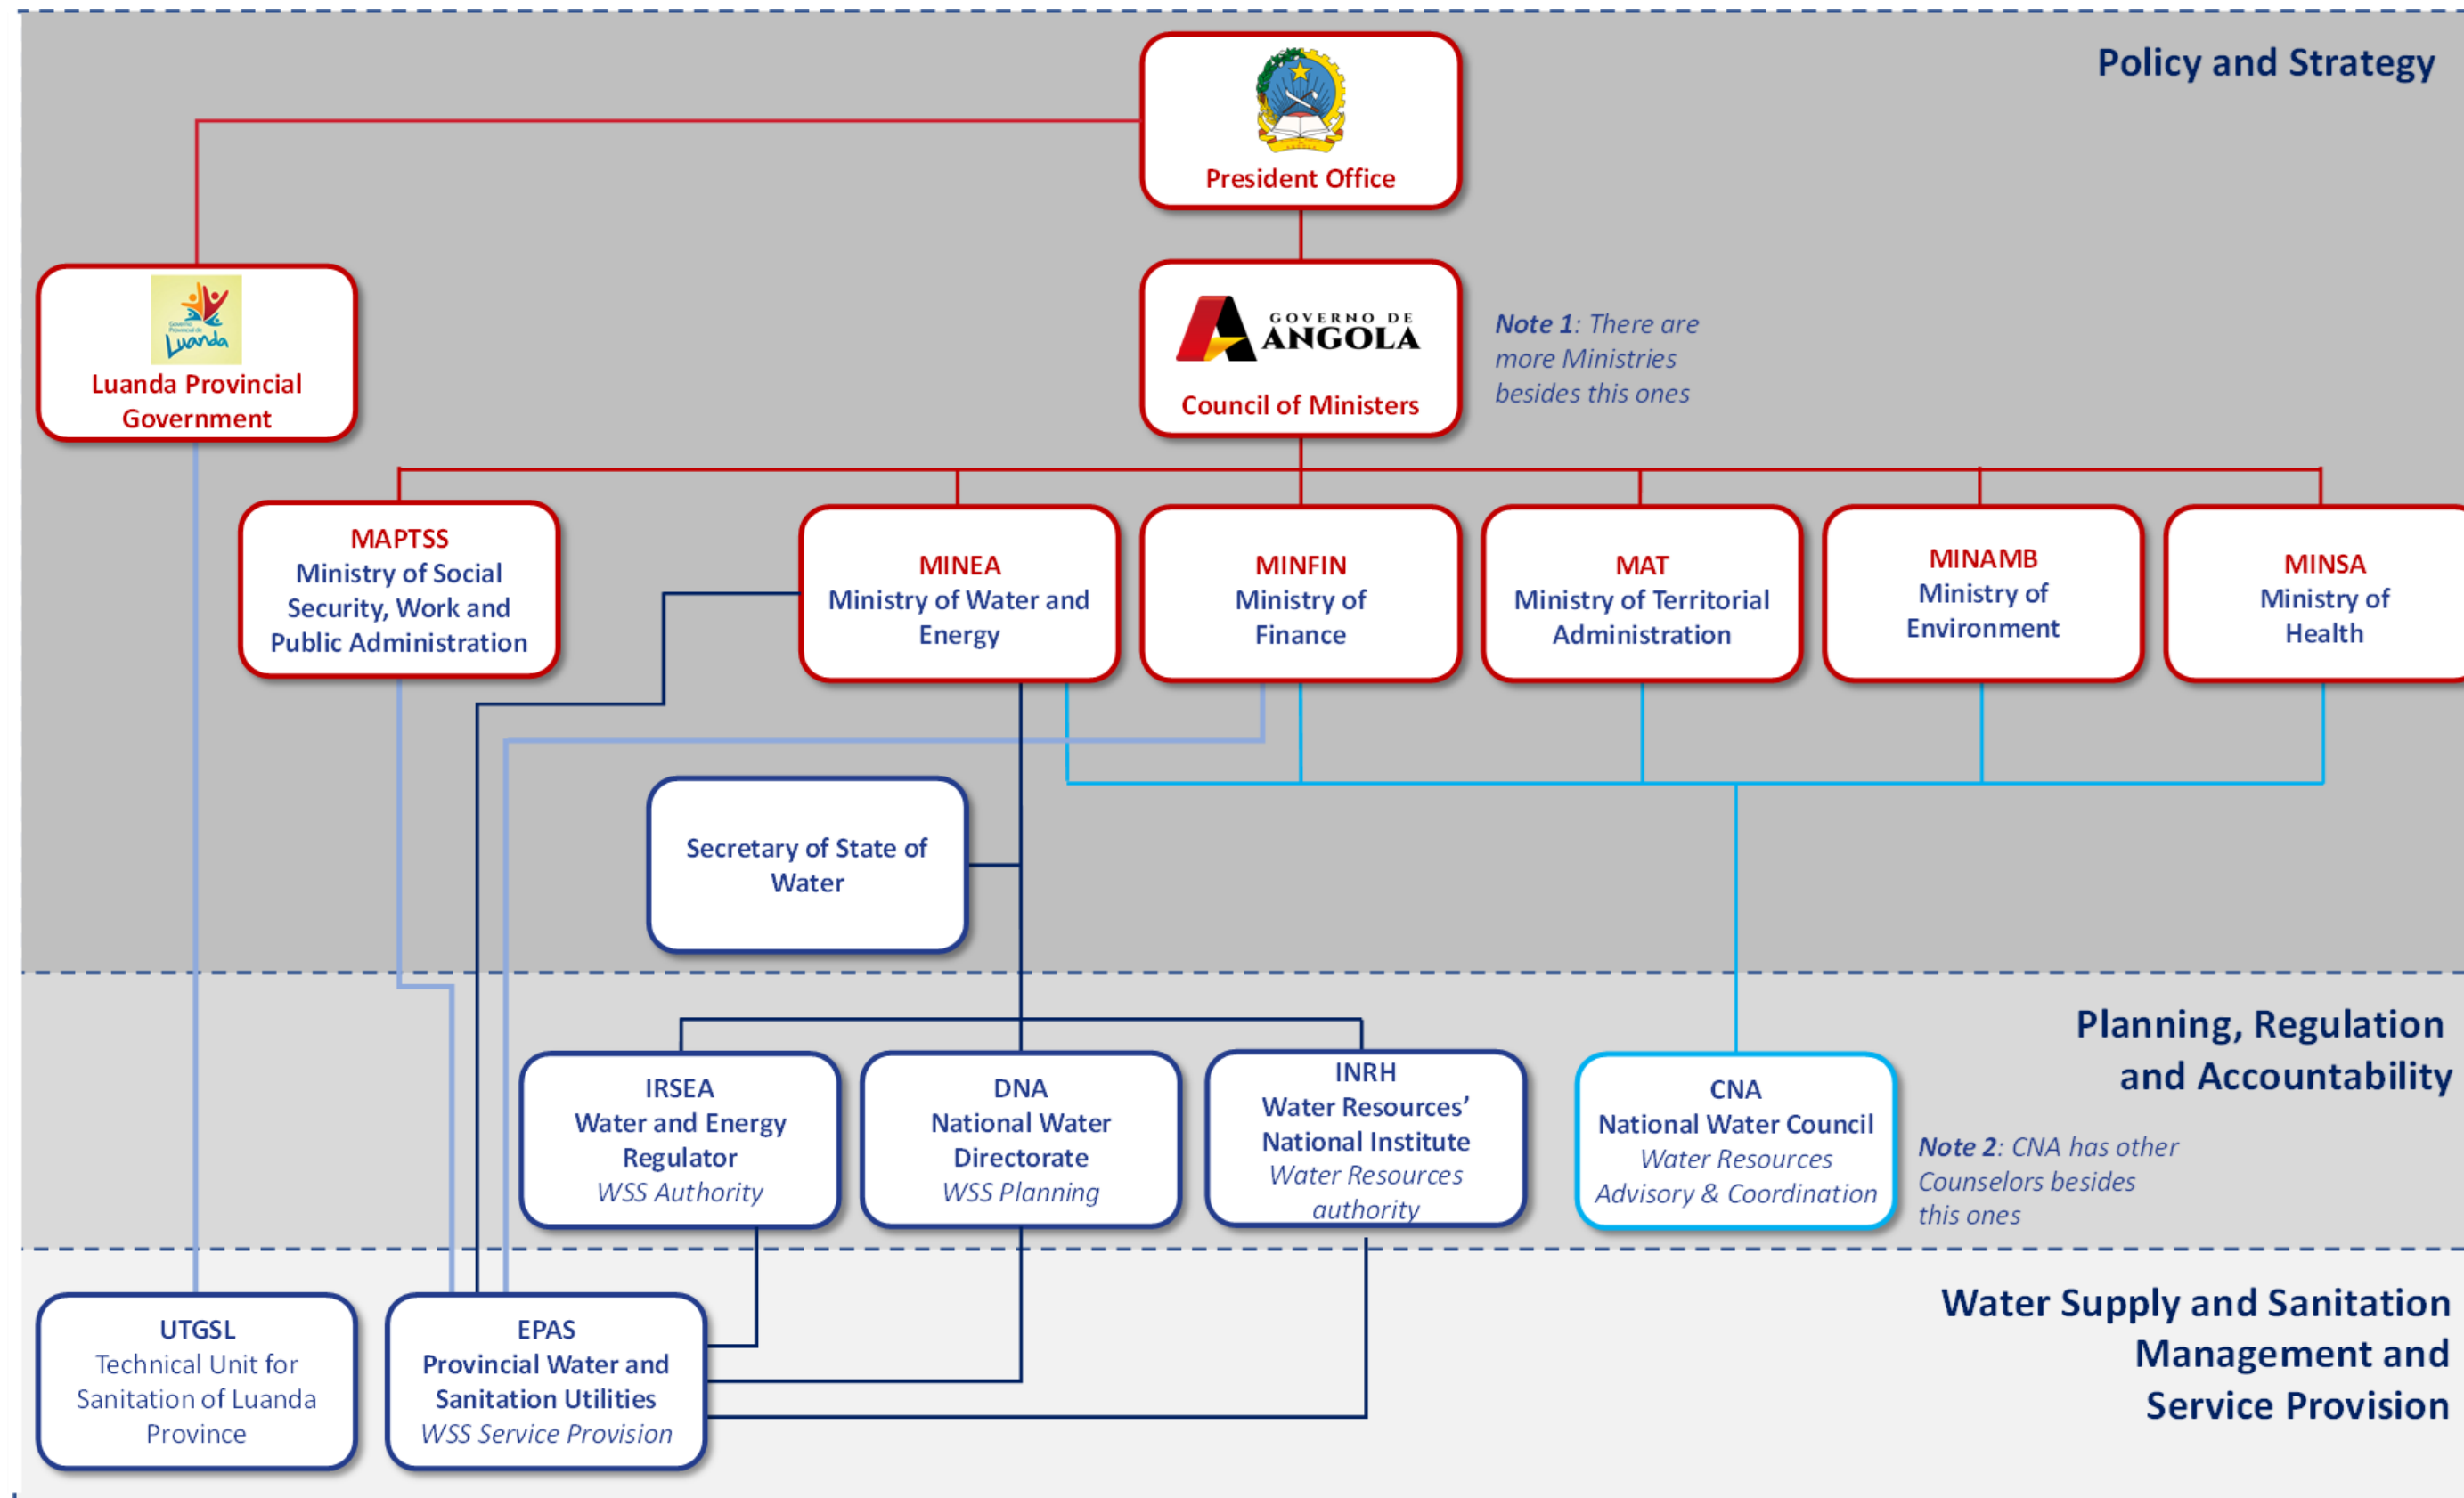 Policy and Strategy
President Office
Governo
Provincial de
Luanda
Luanda Provincial
Government
GOVERNO DE
ANGOLA
Council of Ministers
Note 1: There are
more Ministries
besides this ones
MAPTSS
Ministry of Social
Security, Work and
Public Administration
MINEA
Ministry of Water and
Energy
MINFIN
Ministry of
Finance
MAT
Ministry of Territorial
Administration
MINAMB
Ministry of
Environment
MINSA
Ministry of
Health
Secretary of State of
Water
Planning, Regulation
and Accountability
IRSEA
Water and Energy
Regulator
WSS Authority
DNA
National Water
Directorate
WSS Planning
INRH
Water Resources’
National Institute
Water Resources
authority
CNA
National Water Council
Water Resources
Advisory & Coordination
Note 2: CNA has other
Counselors besides
this ones
Water Supply and Sanitation
Management and
Service Provision
UTGSL
Technical Unit for
Sanitation of Luanda
Province
EPAS
Provincial Water and
Sanitation Utilities
WSS Service Provision